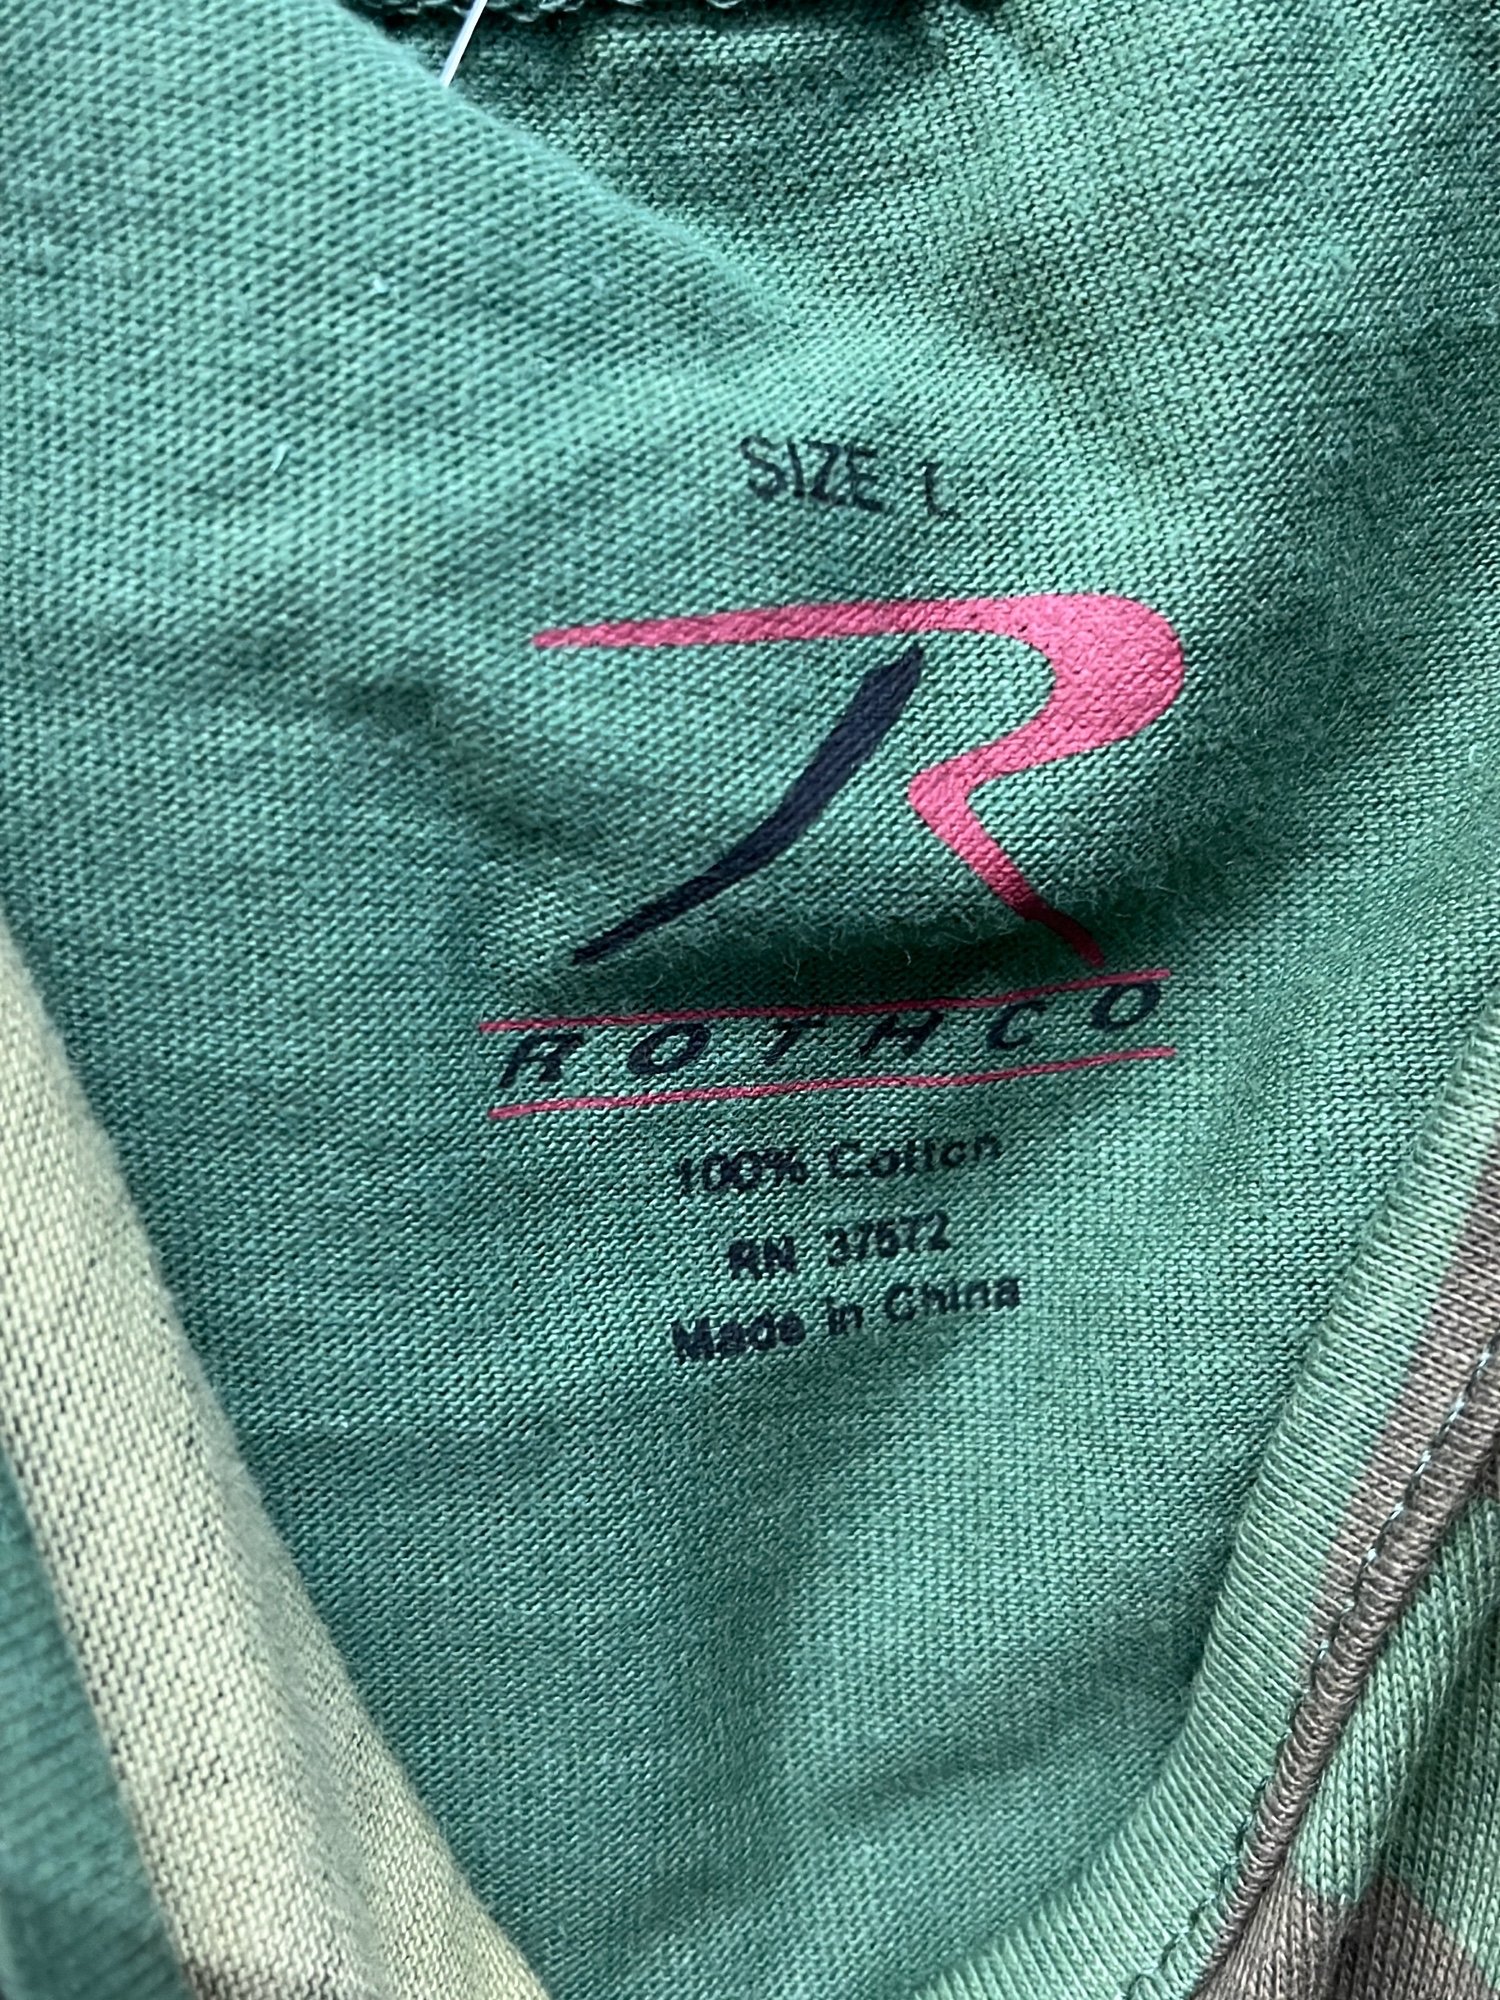 SIZE L
R
ROTHCO
100% Cotton
RN 37572
Made in China